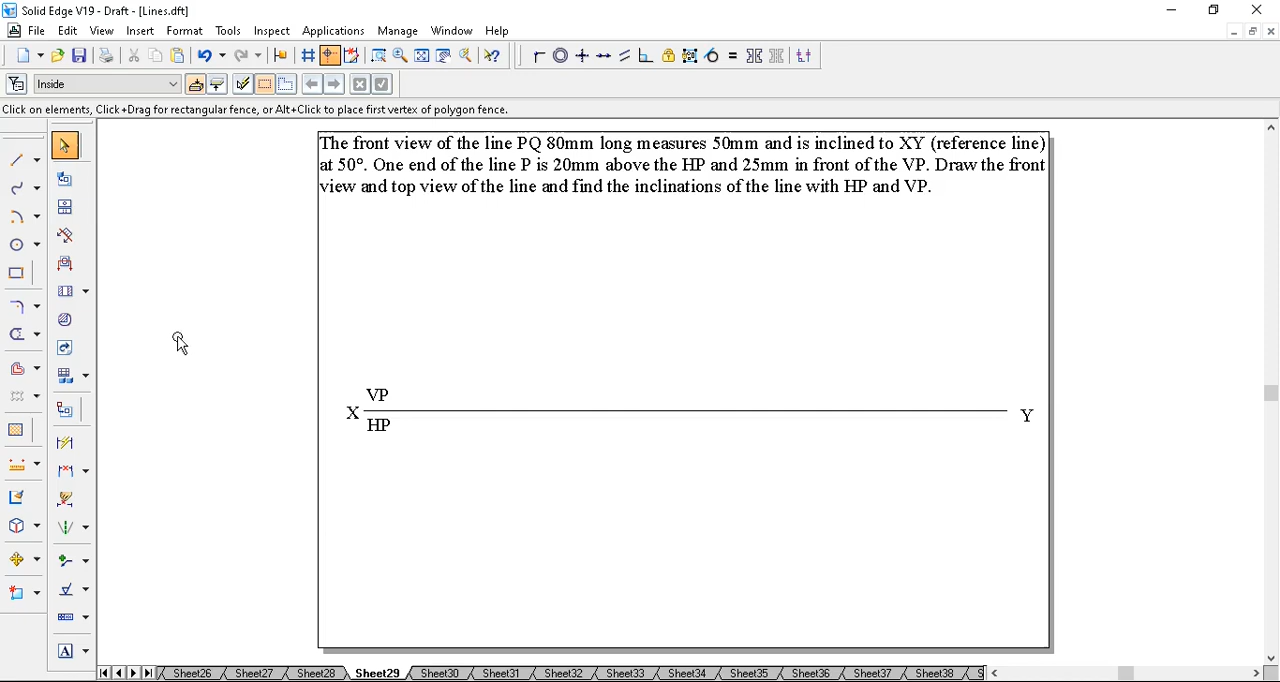 Solid Edge V19 - Draft - [Lines.dft]
File Edit View Insert Format Tools Inspect Applications Manage Window Help
Inside
Click on elements, Click+Drag for rectangular fence, or Alt+Click to place first vertex of polygon fence.
The front view of the line PQ 80mm long measures 50mm and is inclined to XY (reference line)
at 50°. One end of the line P is 20mm above the HP and 25mm in front of the VP. Draw the front
view and top view of the line and find the inclinations of the line with HP and VP.
VP
X
Y
HP
A
Sheet26 Sheet27 Sheet28 Sheet29 Sheet30 Sheet31 Sheet32 Sheet33 Sheet34 Sheet35 Sheet36 Sheet37 Sheet38 S